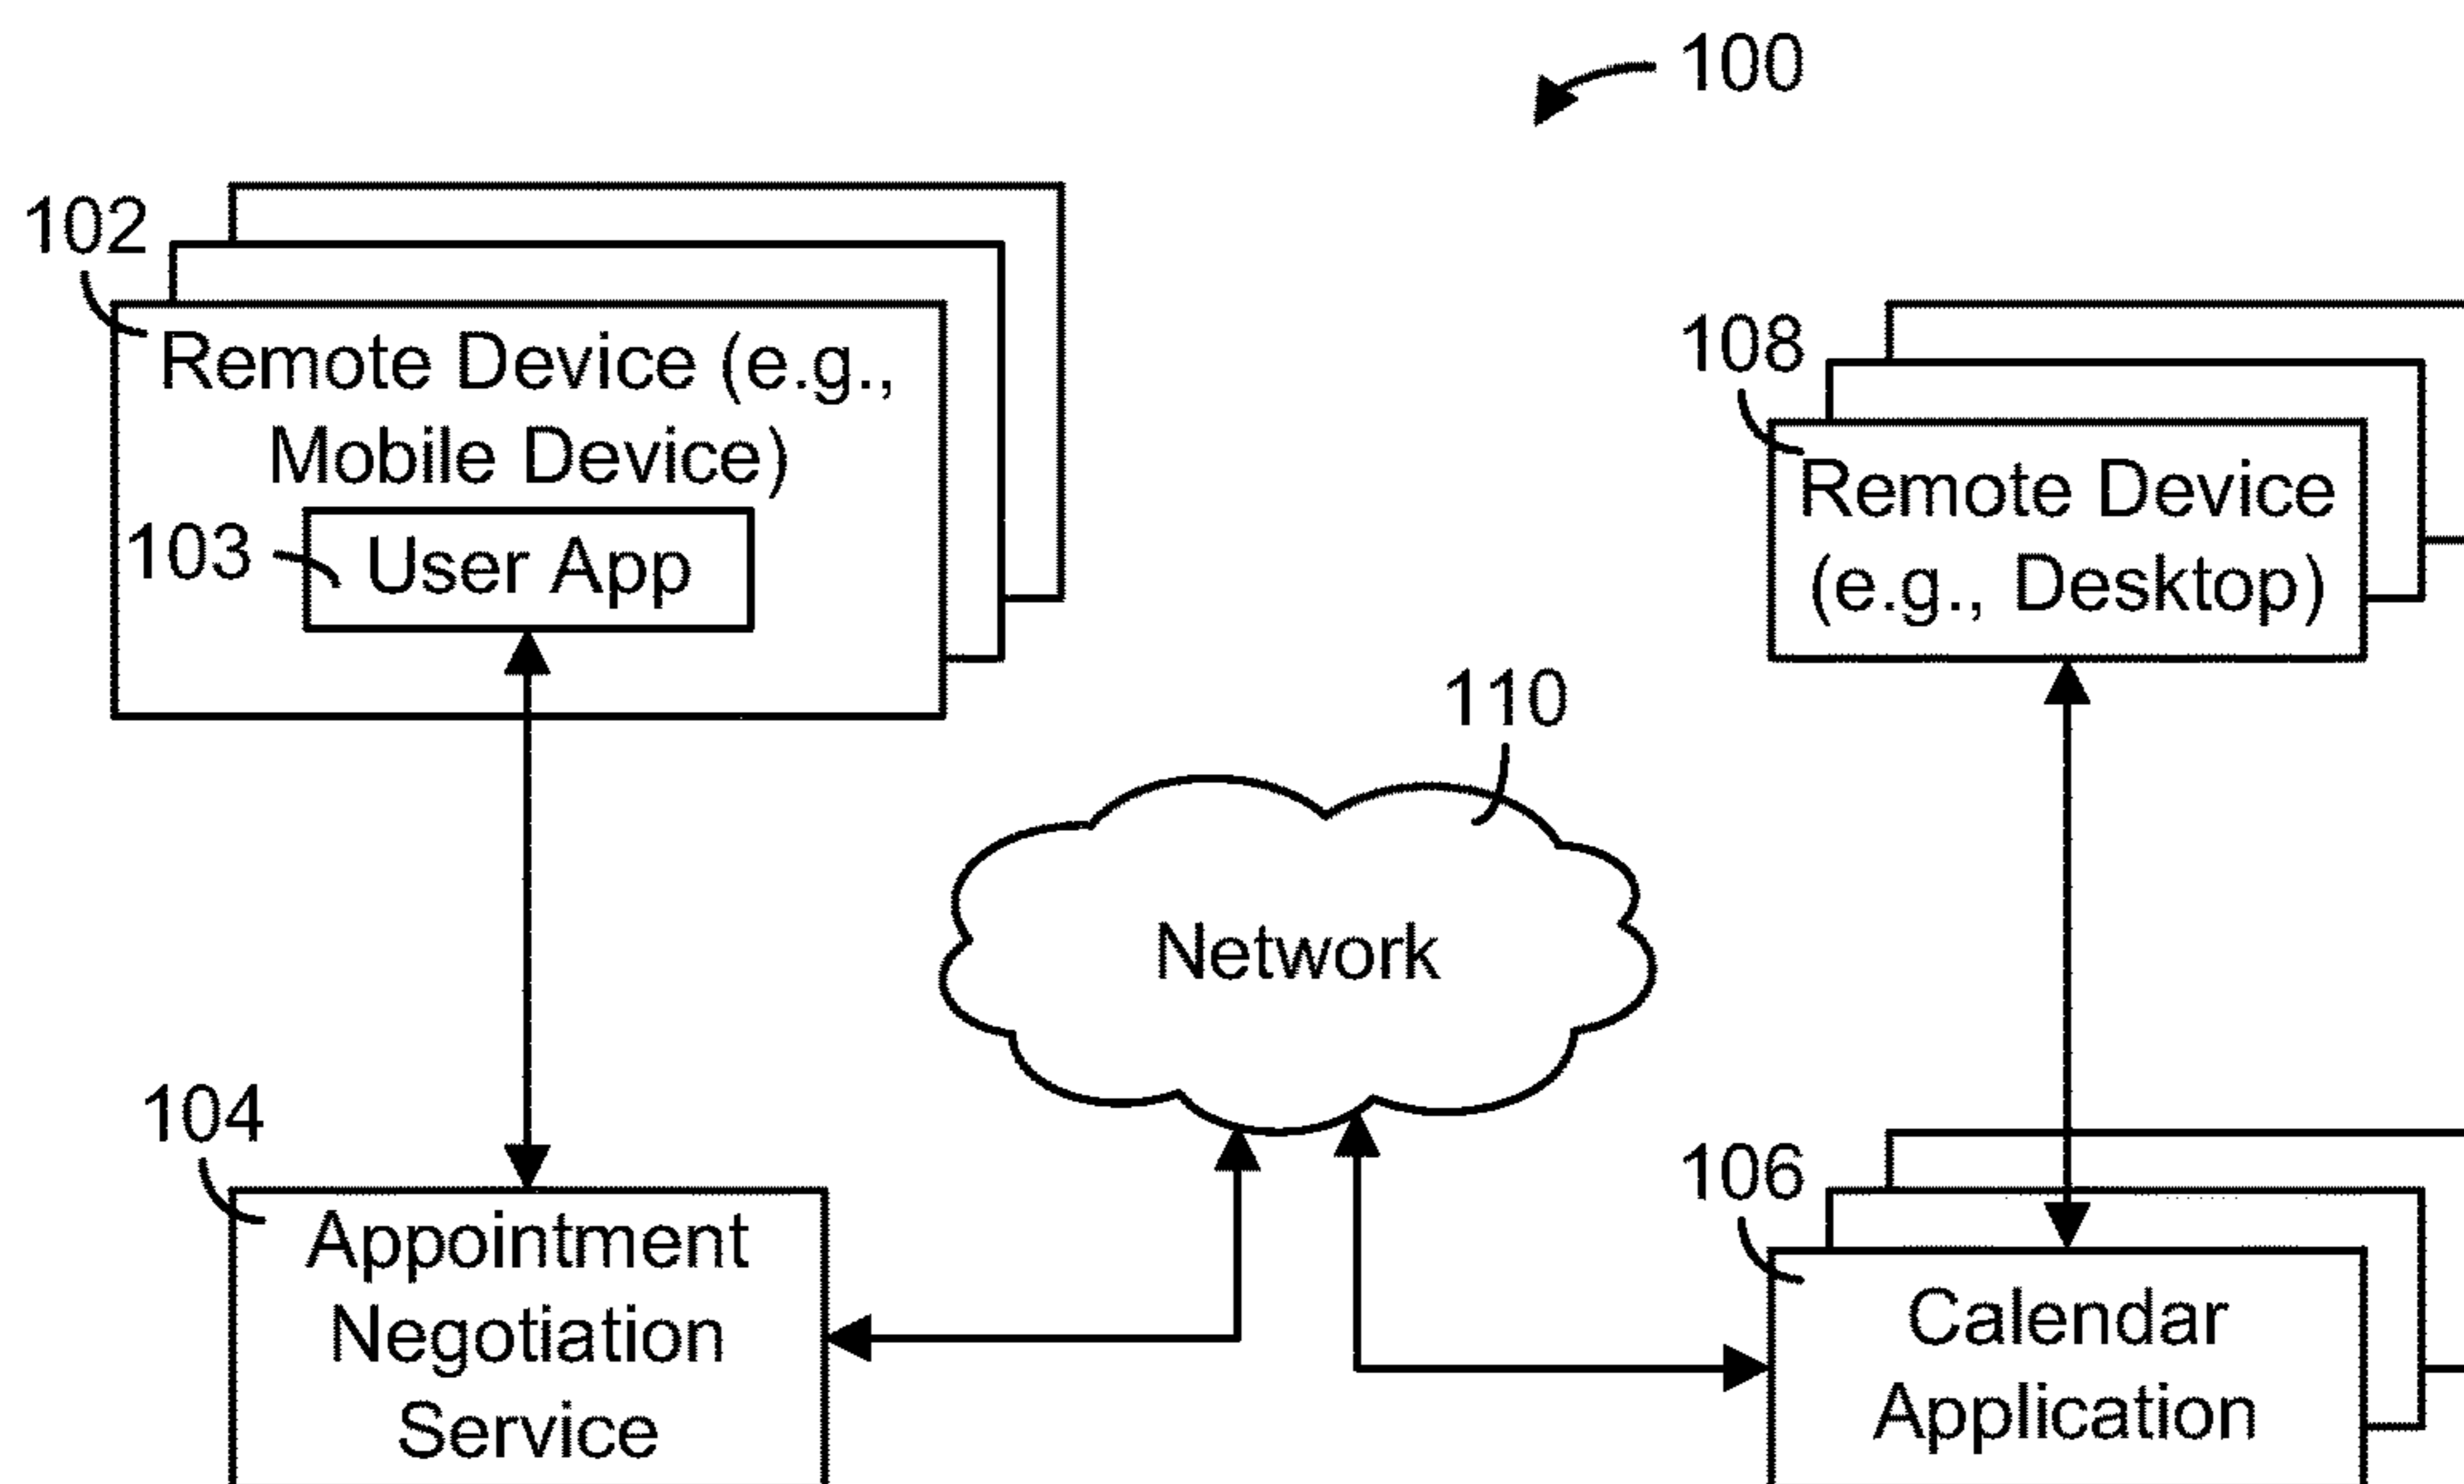 100
102
Remote Device (e.g.,
Mobile Device)
103
User App
108
Remote Device
(e.g., Desktop)
110
Network
104
Appointment
Negotiation
Service
106
Calendar
Application